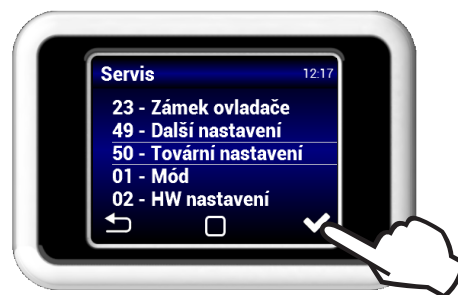 Servis 12:17
23 - Zámek ovladače
49 - Další nastavení
50 - Tovární nastavení
01 - Mód
02 - HW nastavení